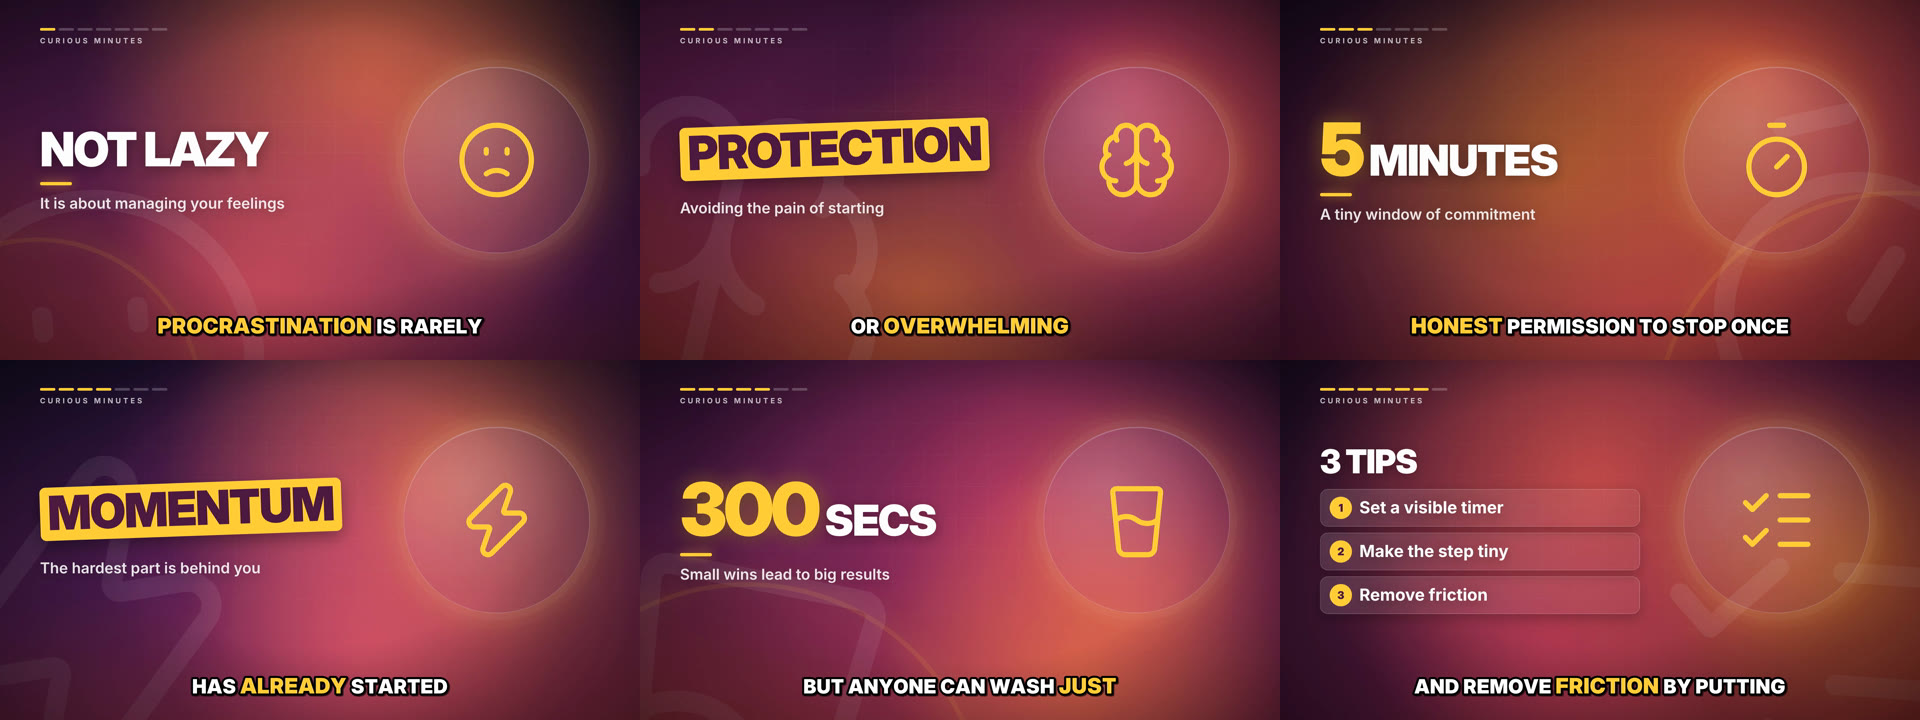 CURIOUS MINUTES
NOT LAZY
It is about managing your feelings
PROCRASTINATION IS RARELY
CURIOUS MINUTES
PROTECTION
Avoiding the pain of starting
OR OVERWHELMING
CURIOUS MINUTES
5 MINUTES
A tiny window of commitment
HONEST PERMISSION TO STOP ONCE
CURIOUS MINUTES
MOMENTUM
The hardest part is behind you
HAS ALREADY STARTED
CURIOUS MINUTES
300 SECS
Small wins lead to big results
BUT ANYONE CAN WASH JUST
CURIOUS MINUTES
3 TIPS
1 Set a visible timer
2 Make the step tiny
3 Remove friction
AND REMOVE FRICTION BY PUTTING